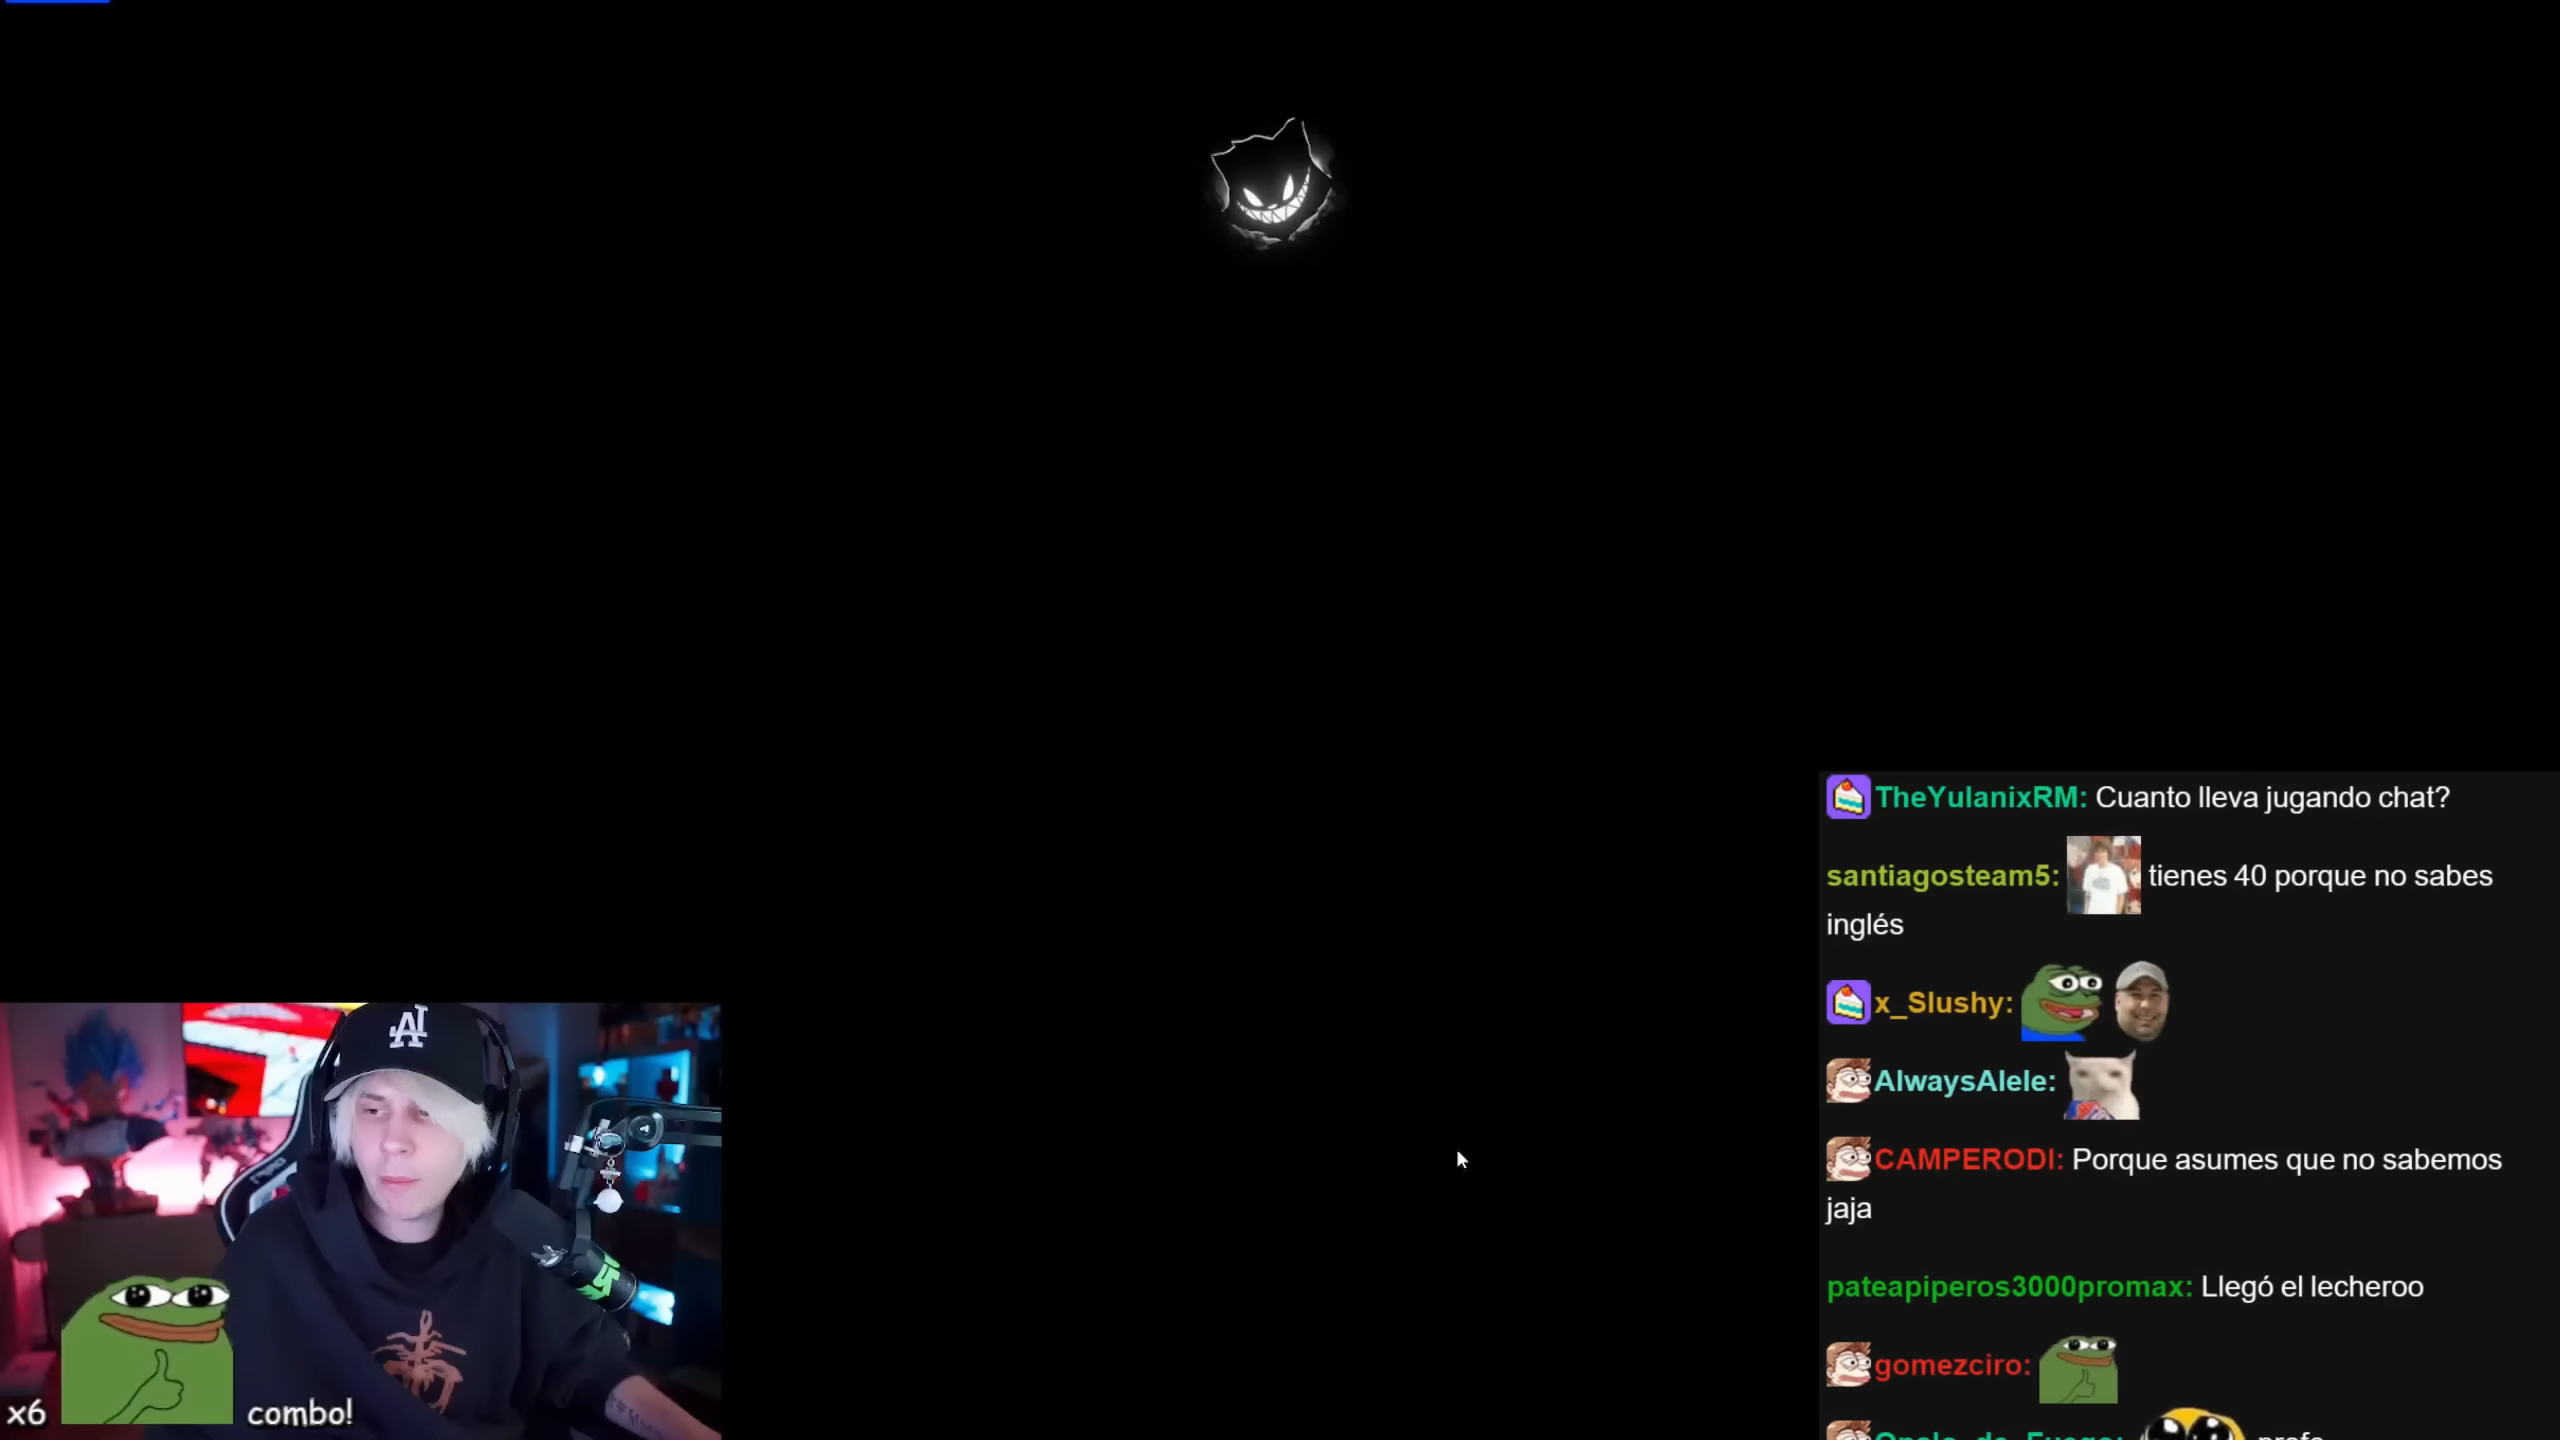 TheYulanixRM: Cuanto lleva jugando chat?
santiagosteam5: tienes 40 porque no sabes
inglés
x_Slushy:
AlwaysAlele:
CAMPERODI: Porque asumes que no sabemos
jaja
pateapiperos3000promax: Llegó el lecheroo
gomezciro:
x6 combo!